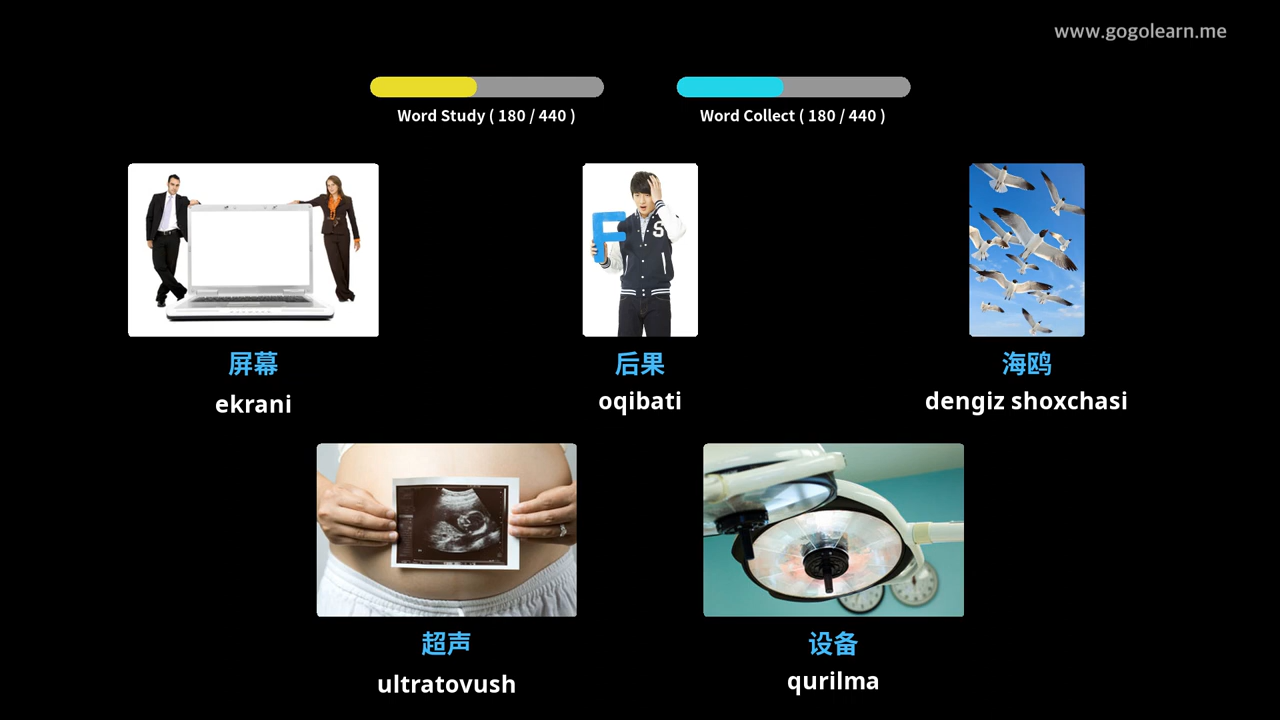 www.gogolearn.me
Word Study ( 180 / 440 )
Word Collect ( 180 / 440 )
F
S
屏幕
ekrani
后果
oqibati
海鸥
dengiz shoxchasi
超声
ultratovush
设备
qurilma